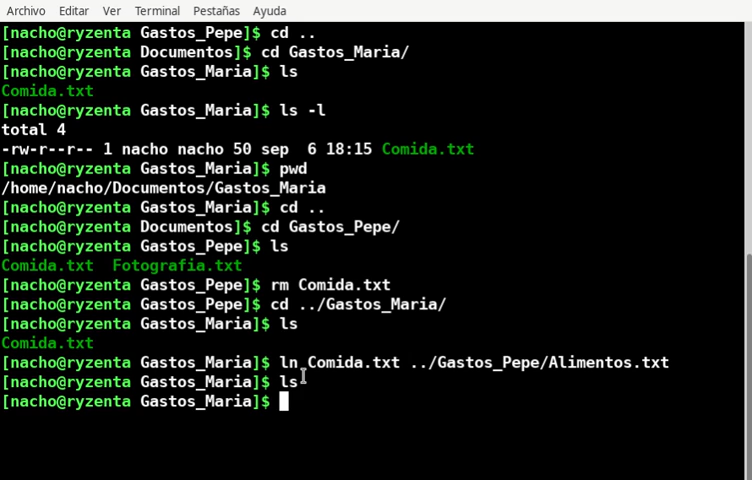 Archivo Editar Ver Terminal Pestañas Ayuda
[nacho@ryzenta Gastos_Pepe]$ cd ..
[nacho@ryzenta Documentos]$ cd Gastos_Maria/
[nacho@ryzenta Gastos_Maria]$ ls
Comida.txt
[nacho@ryzenta Gastos_Maria]$ ls -l
total 4
-rw-r--r-- 1 nacho nacho 50 sep  6 18:15 Comida.txt
[nacho@ryzenta Gastos_Maria]$ pwd
/home/nacho/Documentos/Gastos_Maria
[nacho@ryzenta Gastos_Maria]$ cd ..
[nacho@ryzenta Documentos]$ cd Gastos_Pepe/
[nacho@ryzenta Gastos_Pepe]$ ls
Comida.txt  Fotografia.txt
[nacho@ryzenta Gastos_Pepe]$ rm Comida.txt
[nacho@ryzenta Gastos_Pepe]$ cd ../Gastos_Maria/
[nacho@ryzenta Gastos_Maria]$ ls
Comida.txt
[nacho@ryzenta Gastos_Maria]$ ln Comida.txt ../Gastos_Pepe/Alimentos.txt
[nacho@ryzenta Gastos_Maria]$ ls
[nacho@ryzenta Gastos_Maria]$